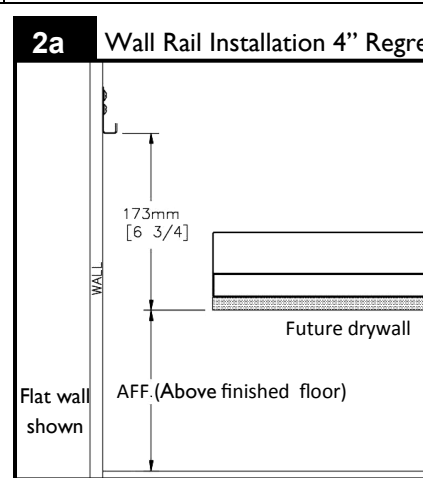 2a
Wall Rail Installation 4” Regre
173mm
[6 3/4]
WALL
Future drywall
AFF.(Above finished floor)
Flat wall
shown